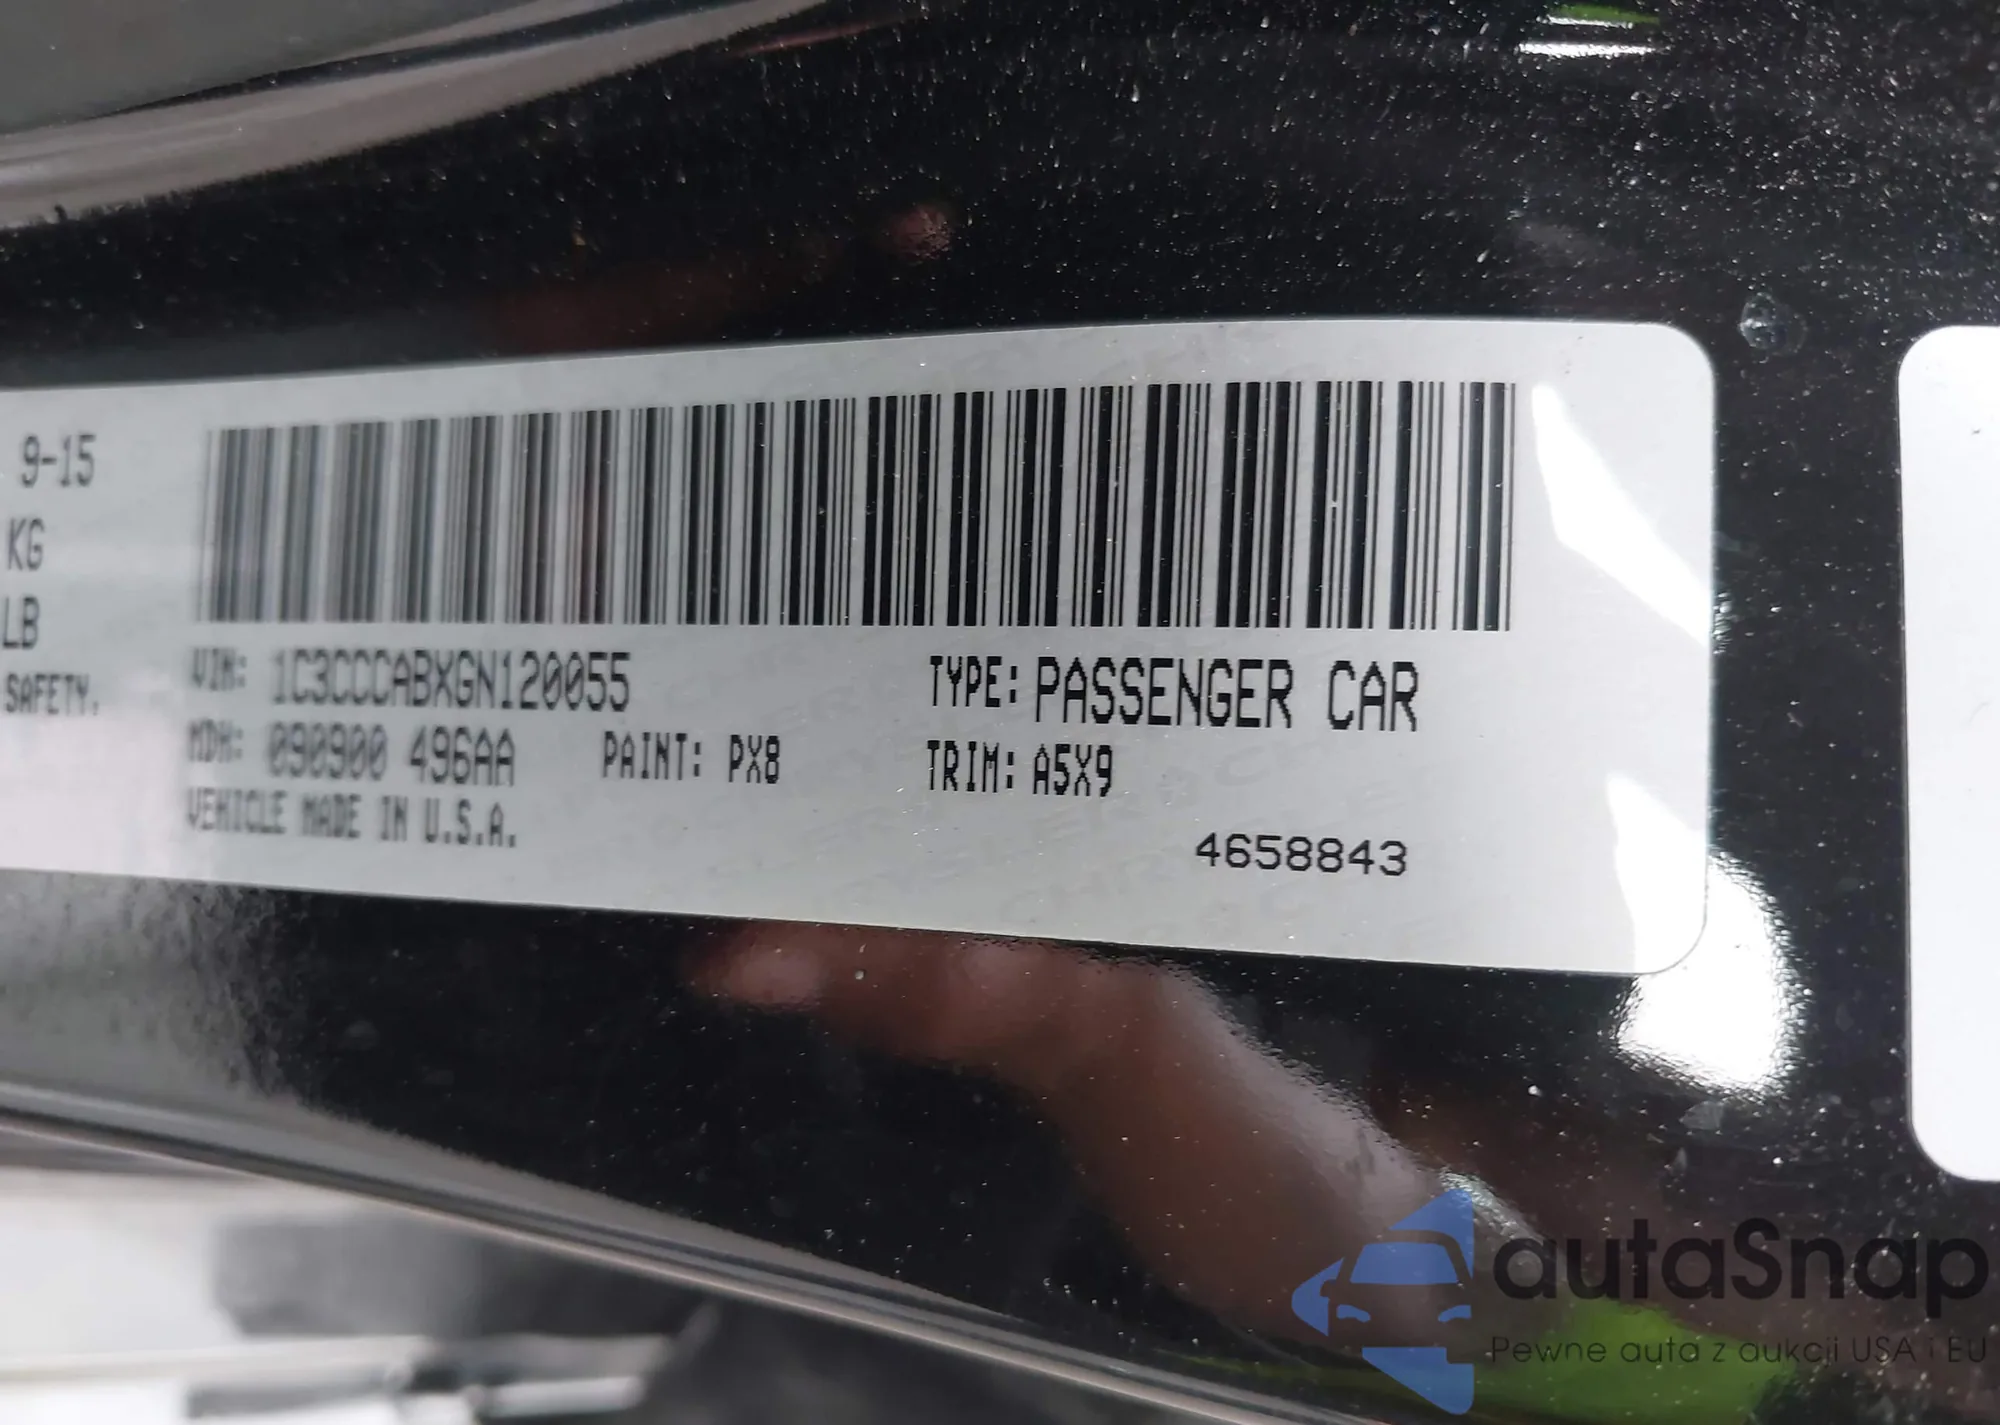 9-15
KG
LB
SAFETY.
VIN: 1C3CCCABXGN120055
TYPE: PASSENGER CAR
MDH: 090900 496AA
PAINT: PX8
TRIM: A5X9
VEHICLE MADE IN U.S.A.
4658843
autaSnap
Pewne auta z aukcji USA i EU